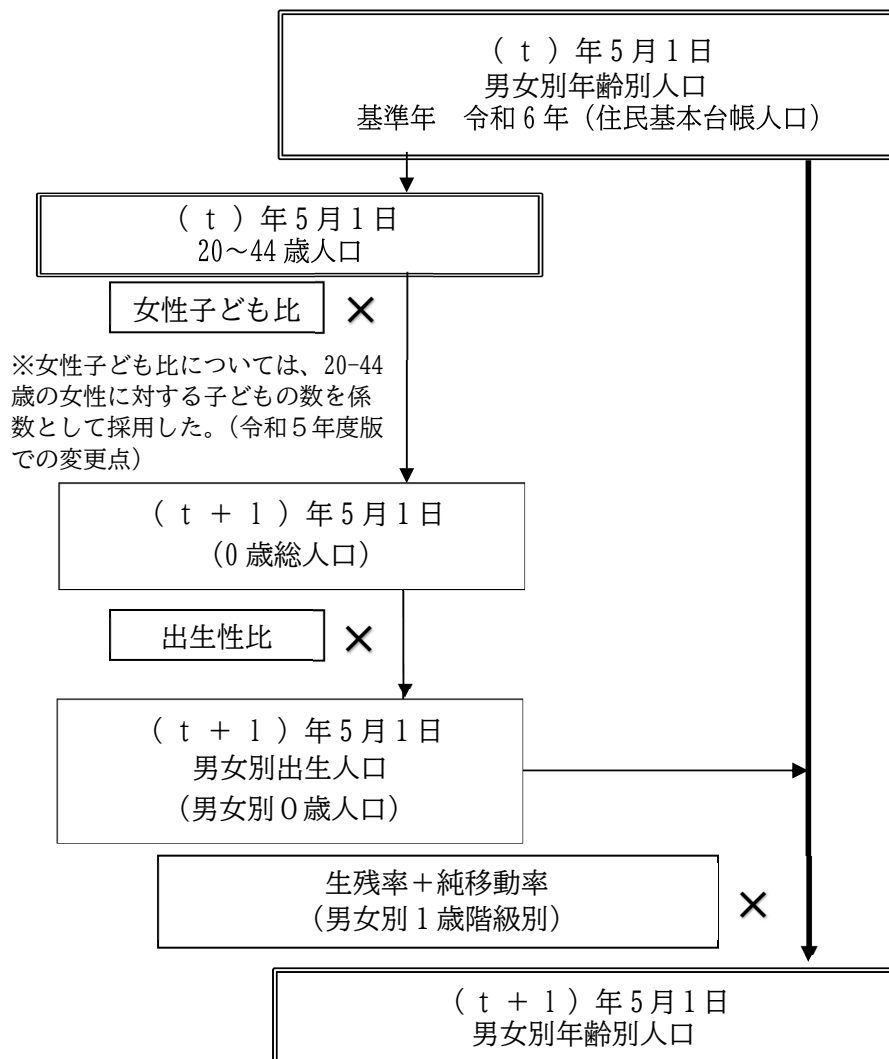 （ｔ）年５月１日
男女別年齢別人口
基準年　令和６年（住民基本台帳人口）
（ｔ）年５月１日
20～44 歳人口
女性子ども比
×
※女性子ども比については、20-44
歳の女性に対する子どもの数を係
数として採用した。（令和５年度版
での変更点）
（ｔ＋１）年５月１日
（0 歳総人口）
出生性比
×
（ｔ＋１）年５月１日
男女別出生人口
（男女別０歳人口）
生残率＋純移動率
（男女別１歳階級別）
×
（ｔ＋１）年５月１日
男女別年齢別人口